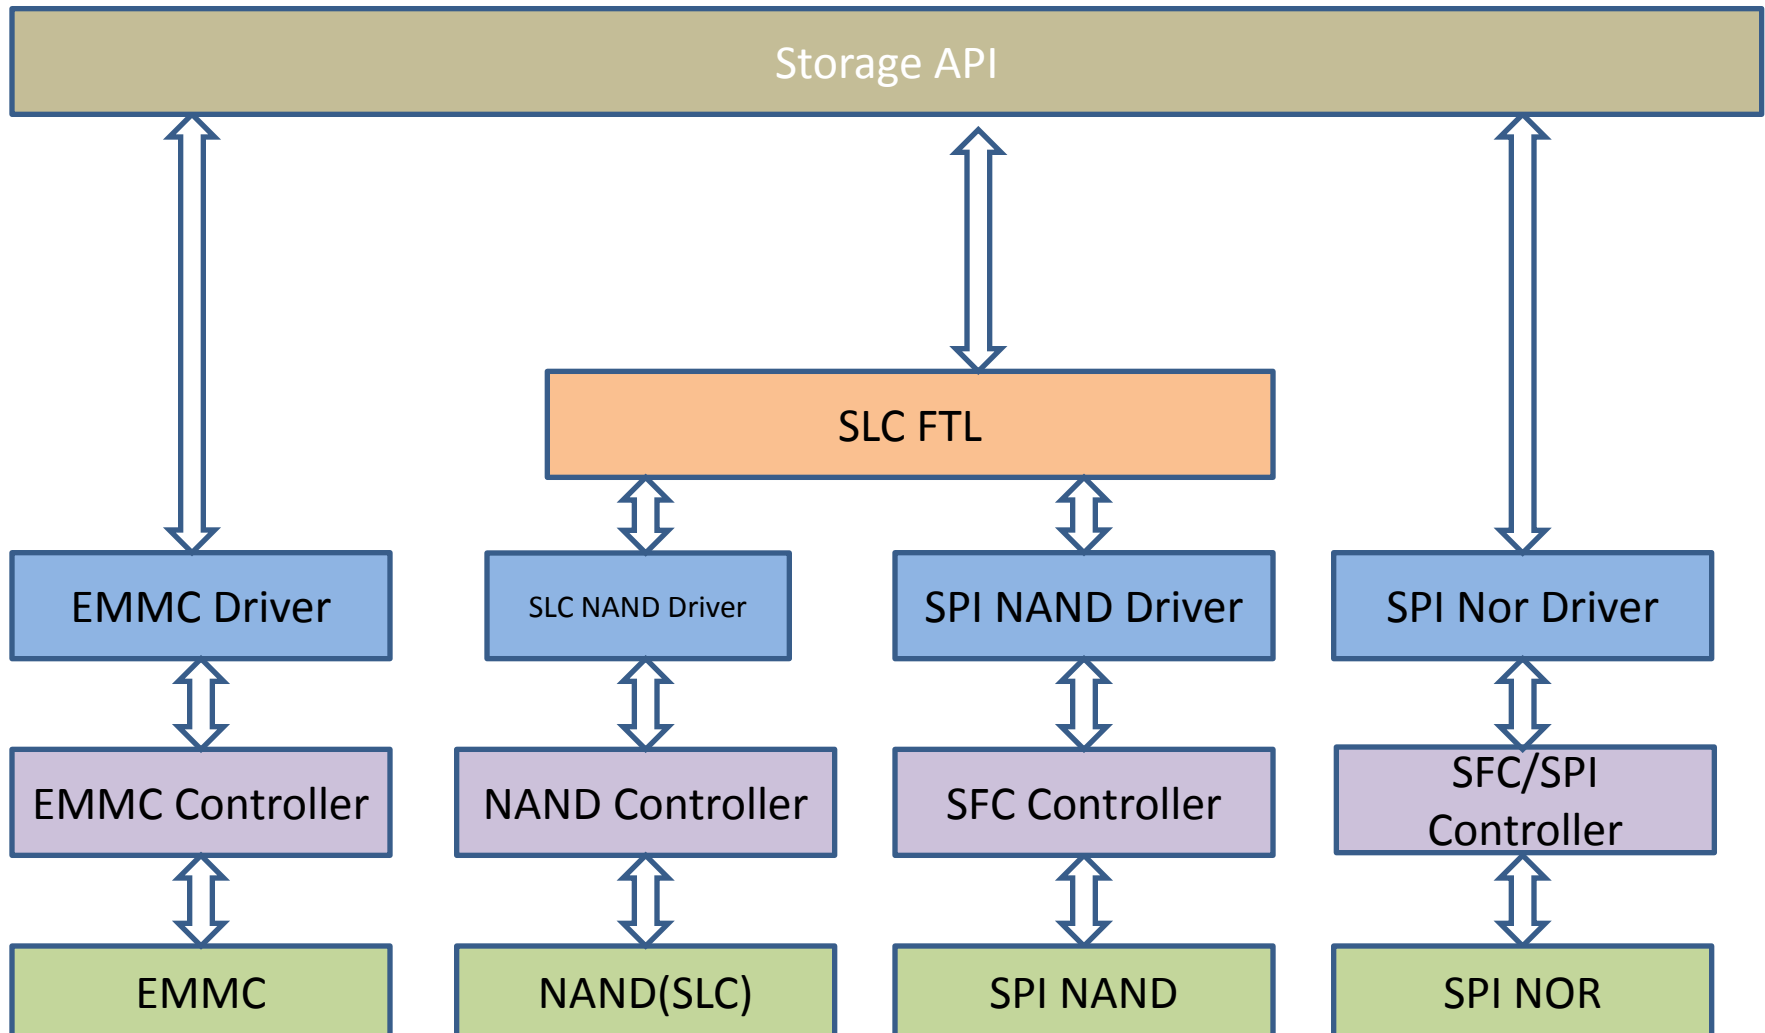 Storage API
SLC FTL
EMMC Driver
SLC NAND Driver
SPI NAND Driver
SPI Nor Driver
EMMC Controller
NAND Controller
SFC Controller
SFC/SPI
Controller
EMMC
NAND(SLC)
SPI NAND
SPI NOR